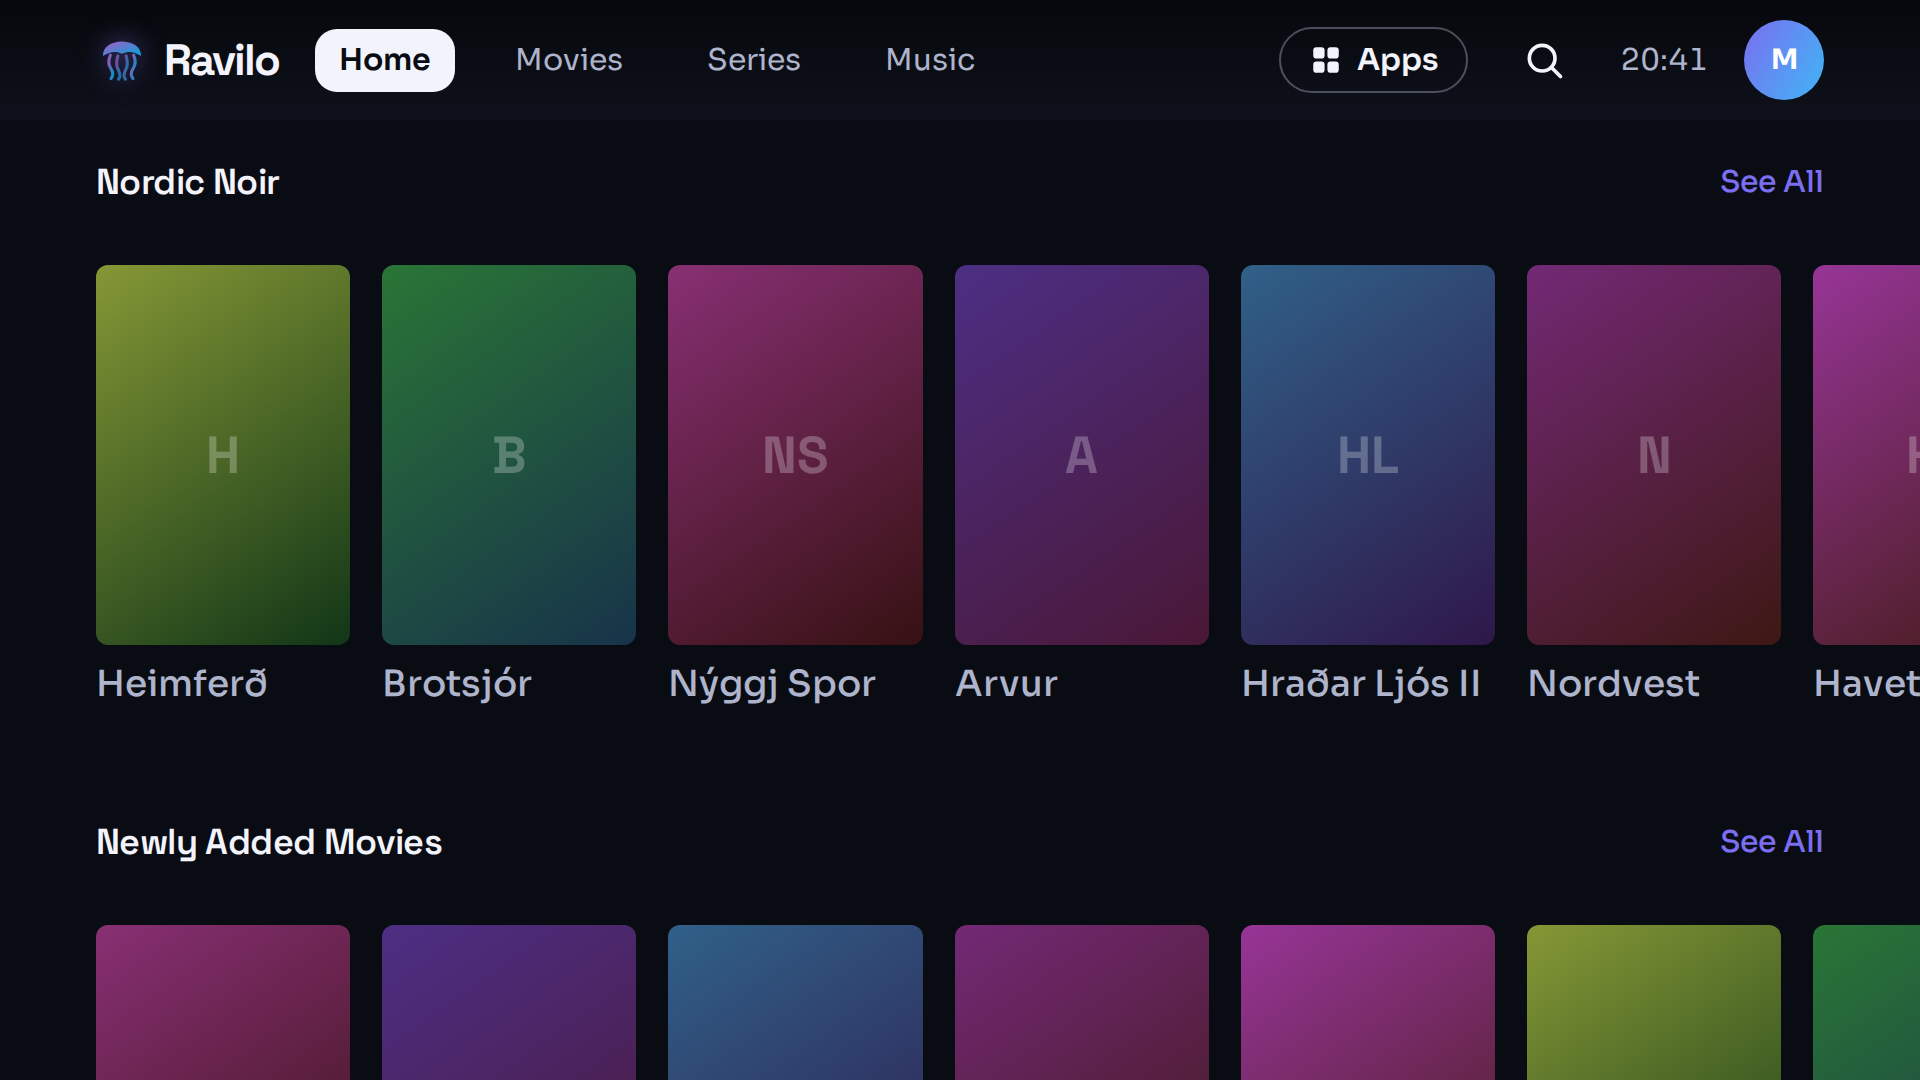 Ravilo
Home
Movies
Series
Music
Apps
20:41
M
Nordic Noir
See All
H
B
NS
A
HL
N
Heimferð
Brotsjór
Nýggj Spor
Arvur
Hraðar Ljós II
Nordvest
Havet
Newly Added Movies
See All